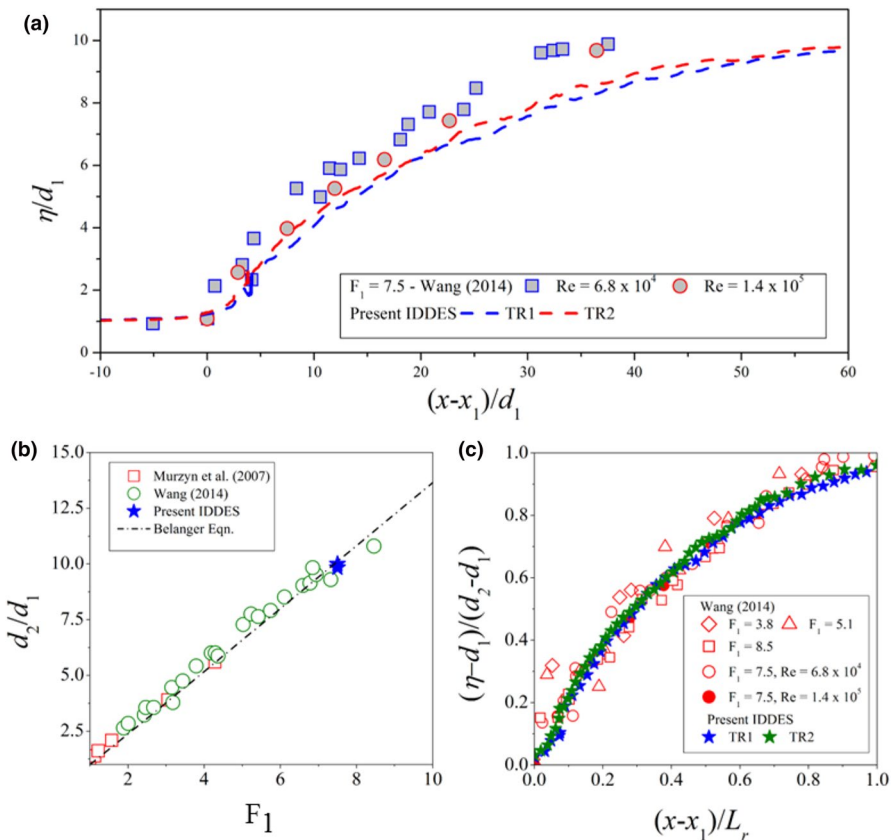 (a)
10
8
6
4
2
0
η/d1
F1 = 7.5 - Wang (2014) Re = 6.8 x 10^4 Re = 1.4 x 10^5
Present IDDES TR1 TR2
-10 0 10 20 30 40 50 60
(x-x1)/d1
(b)
15.0
12.5
10.0
7.5
5.0
2.5
d2/d1
Murzyn et al. (2007)
Wang (2014)
Present IDDES
Belanger Eqn.
2 4 6 8 10
F1
(c)
1.0
0.8
0.6
0.4
0.2
0.0
(η–d1)/(d2-d1)
Wang (2014)
F1 = 3.8 F1 = 5.1
F1 = 8.5
F1 = 7.5, Re = 6.8 x 10^4
F1 = 7.5, Re = 1.4 x 10^5
Present IDDES
TR1 TR2
0.0 0.2 0.4 0.6 0.8 1.0
(x-x1)/Lr